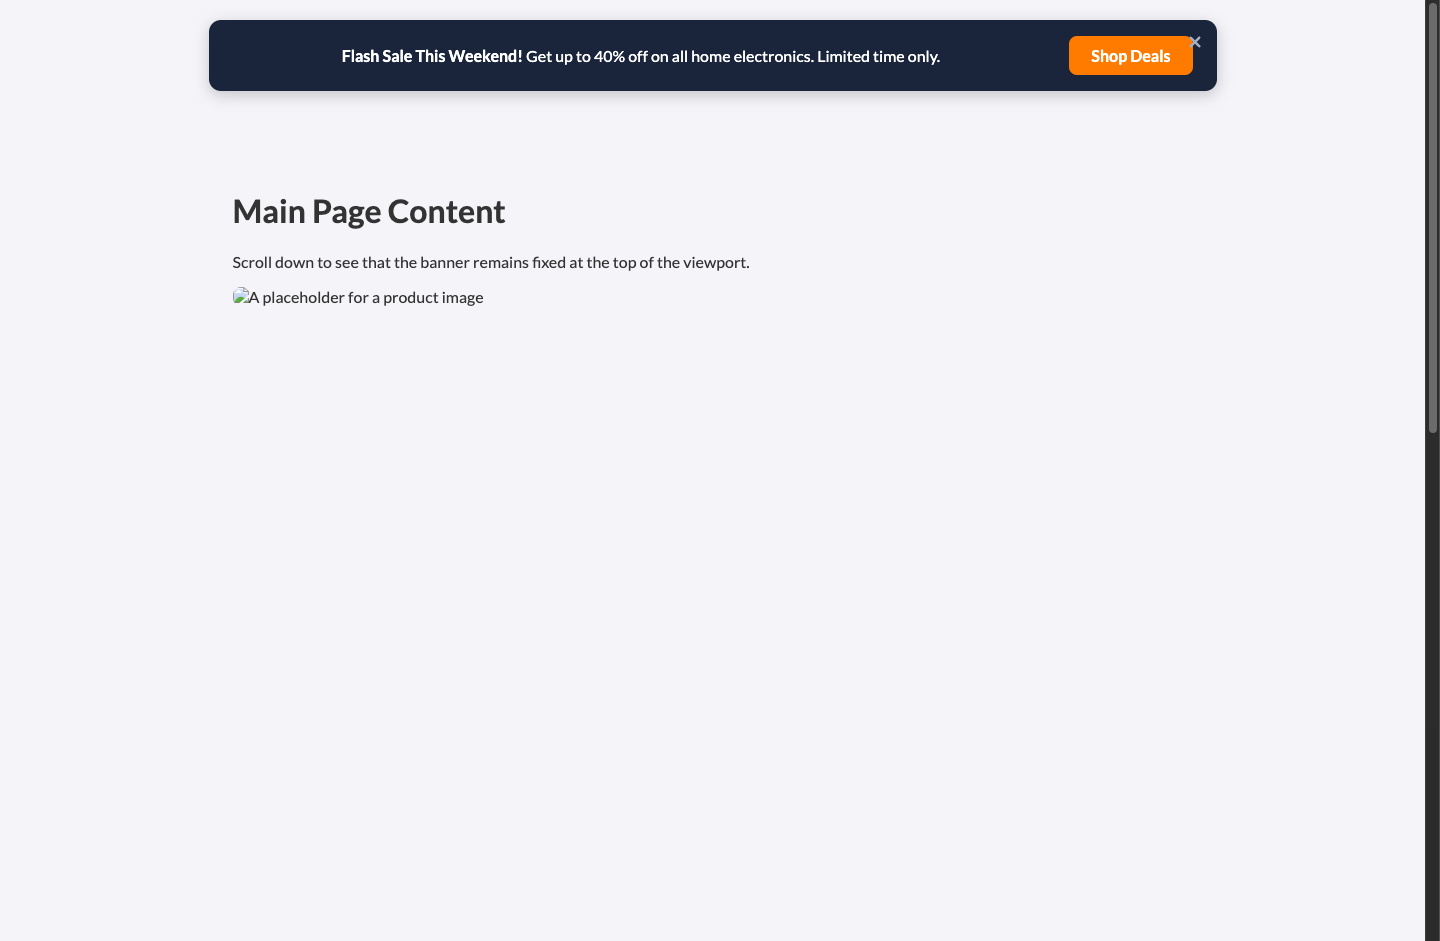 Flash Sale This Weekend! Get up to 40% off on all home electronics. Limited time only.
Shop Deals
×
Main Page Content
Scroll down to see that the banner remains fixed at the top of the viewport.
A placeholder for a product image